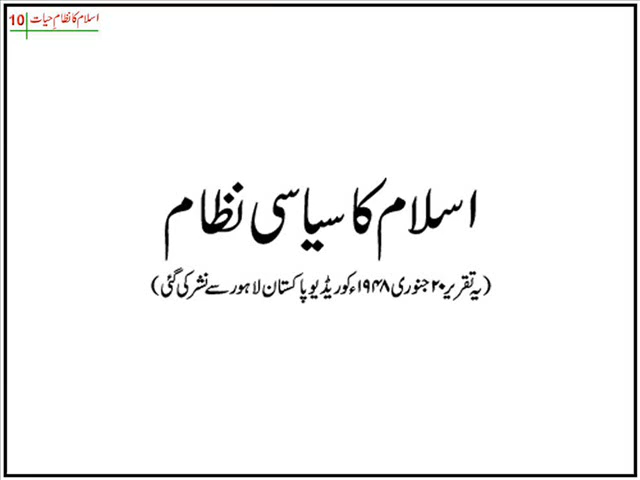 اسلام کا نظامِ حیات 10
اسلام کا سیاسی نظام
(یہ تقریر ۲۰ جنوری ۱۹۴۸ء کو ریڈیو پاکستان لاہور سے نشر کی گئی)